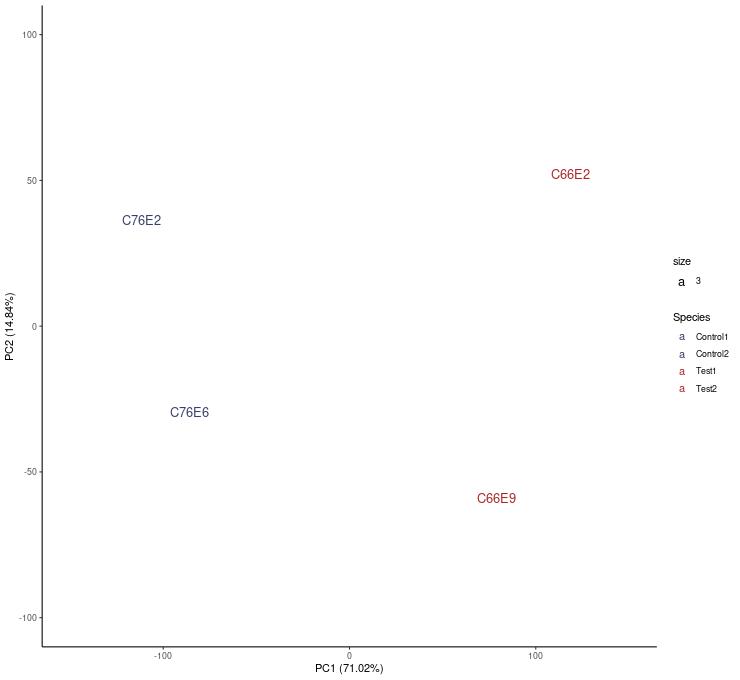 100
50
0
-50
-100
PC2 (14.84%)
C66E2
C76E2
C76E6
C66E9
-100
0
100
PC1 (71.02%)
size
a 3
Species
a Control1
a Control2
a Test1
a Test2